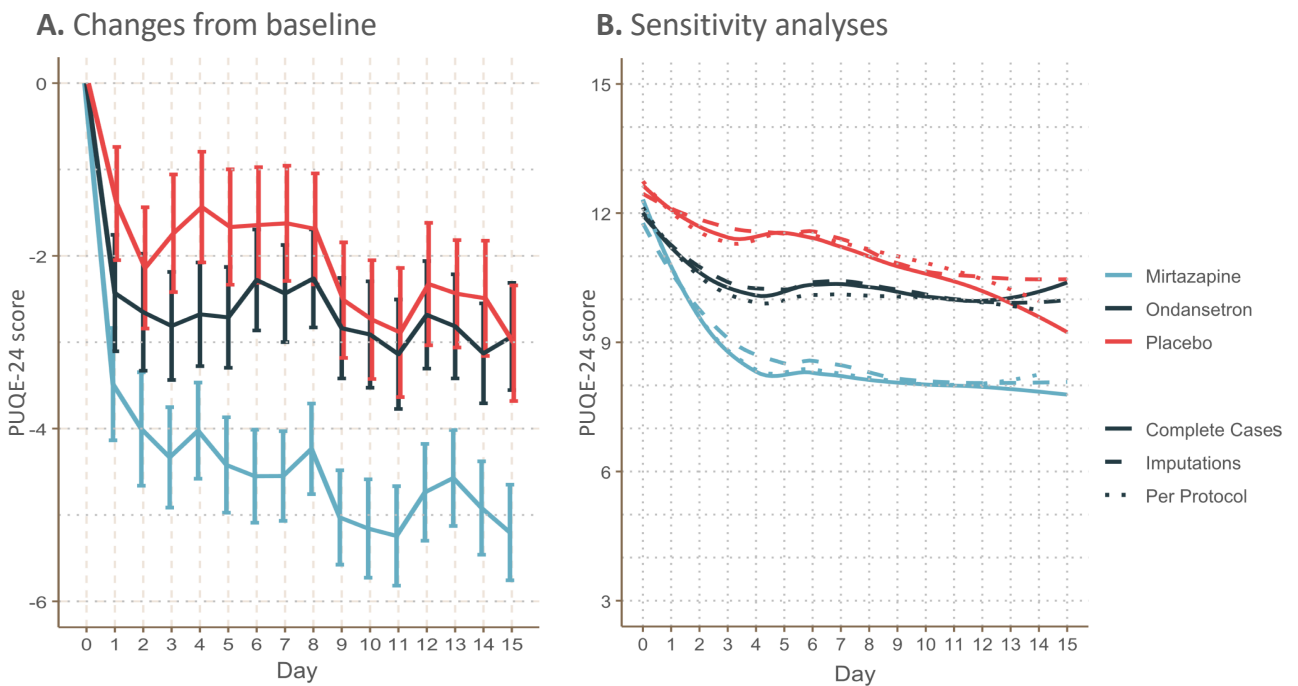 A. Changes from baseline
PUQE-24 score
0
-2
-4
-6
0 1 2 3 4 5 6 7 8 9 10 11 12 13 14 15
Day
B. Sensitivity analyses
PUQE-24 score
15
12
9
6
3
0 1 2 3 4 5 6 7 8 9 10 11 12 13 14 15
Day
Mirtazapine
Ondansetron
Placebo
Complete Cases
Imputations
Per Protocol